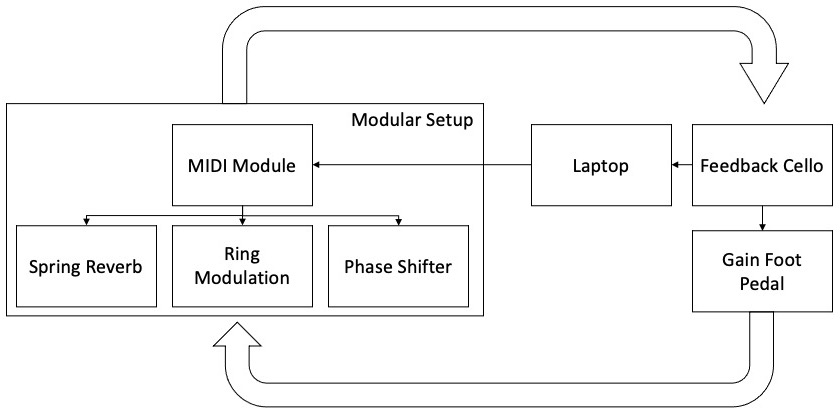 Modular Setup
MIDI Module
Laptop
Feedback Cello
Spring Reverb
Ring
Modulation
Phase Shifter
Gain Foot
Pedal